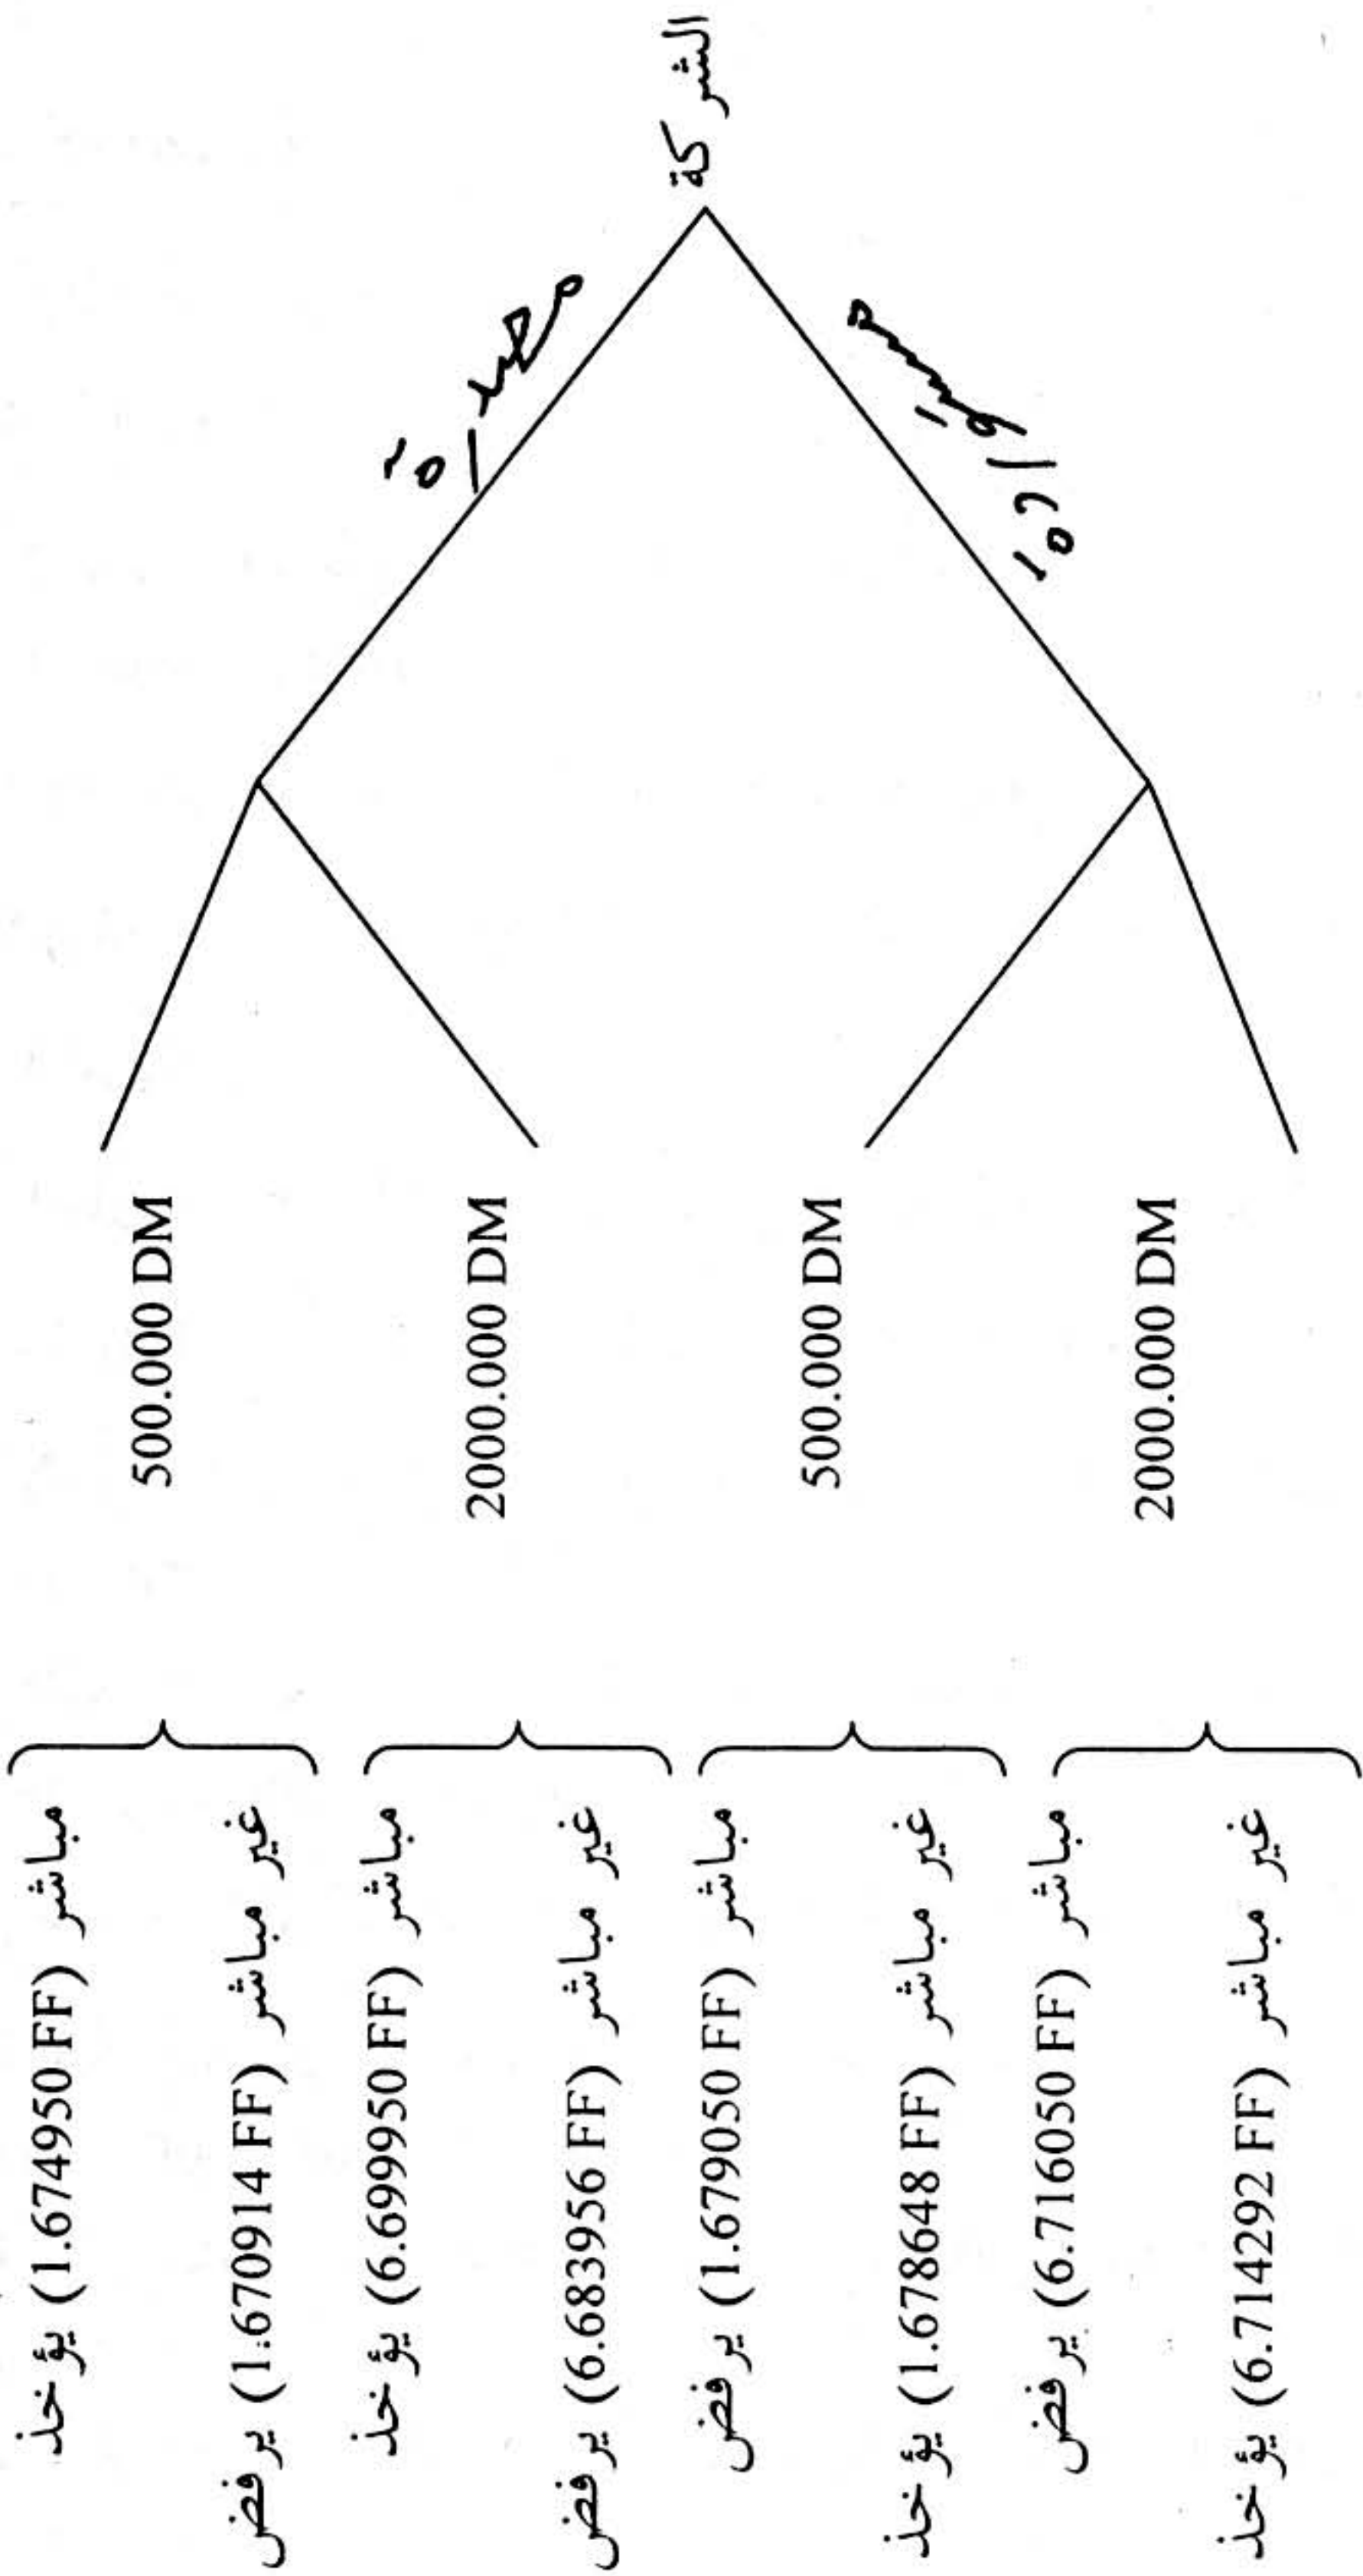 الشركة
مصدرة
مستوردة
500.000 DM
مباشر (1.674950 FF) يؤخذ
غير مباشر (1.670914 FF) يرفض
2000.000 DM
مباشر (6.699950 FF) يؤخذ
غير مباشر (6.683956 FF) يرفض
500.000 DM
مباشر (1.679050 FF) يرفض
غير مباشر (1.678648 FF) يؤخذ
2000.000 DM
مباشر (6.716050 FF) يرفض
غير مباشر (6.714292 FF) يؤخذ